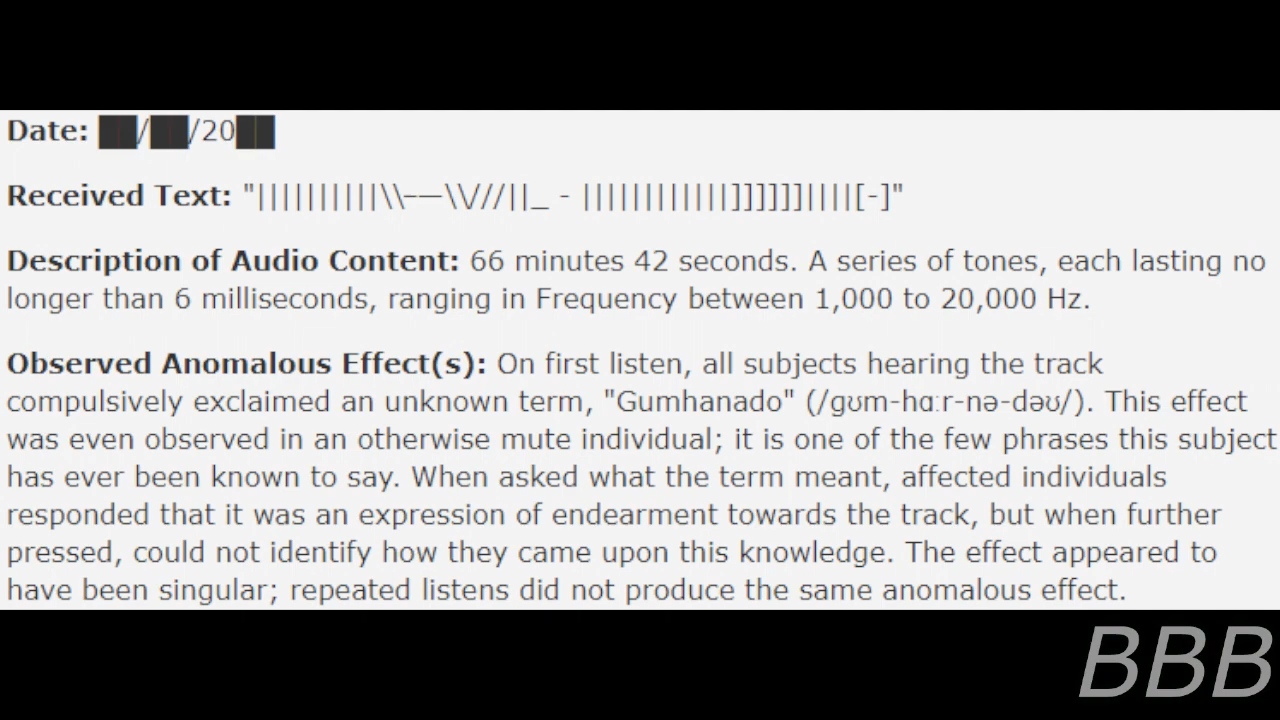 Date: ██/██/20██
Received Text: "||||||||||\\–—\\///||_ - ||||||||||||]]]]]]||||[-]"
Description of Audio Content: 66 minutes 42 seconds. A series of tones, each lasting no
longer than 6 milliseconds, ranging in Frequency between 1,000 to 20,000 Hz.
Observed Anomalous Effect(s): On first listen, all subjects hearing the track
compulsively exclaimed an unknown term, "Gumhanado" (/gʊm-hɑːr-nə-dəʊ/). This effect
was even observed in an otherwise mute individual; it is one of the few phrases this subject
has ever been known to say. When asked what the term meant, affected individuals
responded that it was an expression of endearment towards the track, but when further
pressed, could not identify how they came upon this knowledge. The effect appeared to
have been singular; repeated listens did not produce the same anomalous effect.
BBB